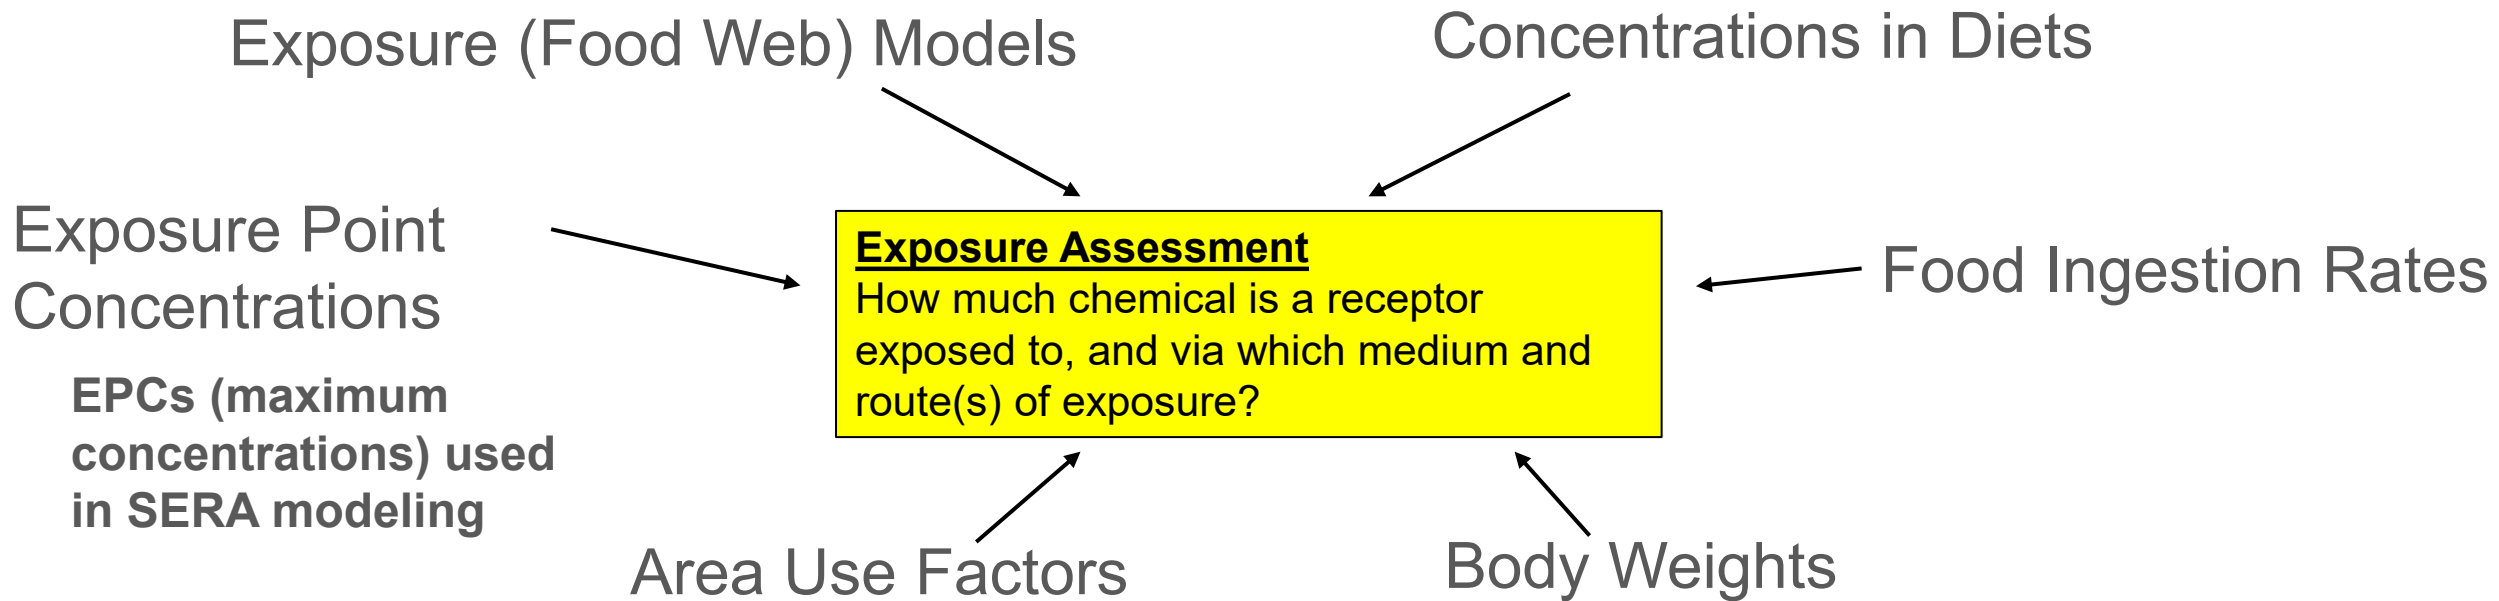 Exposure (Food Web) Models
Concentrations in Diets
Exposure Point
Concentrations
EPCs (maximum
concentrations) used
in SERA modeling
Exposure Assessment
How much chemical is a receptor
exposed to, and via which medium and
route(s) of exposure?
Food Ingestion Rates
Area Use Factors
Body Weights